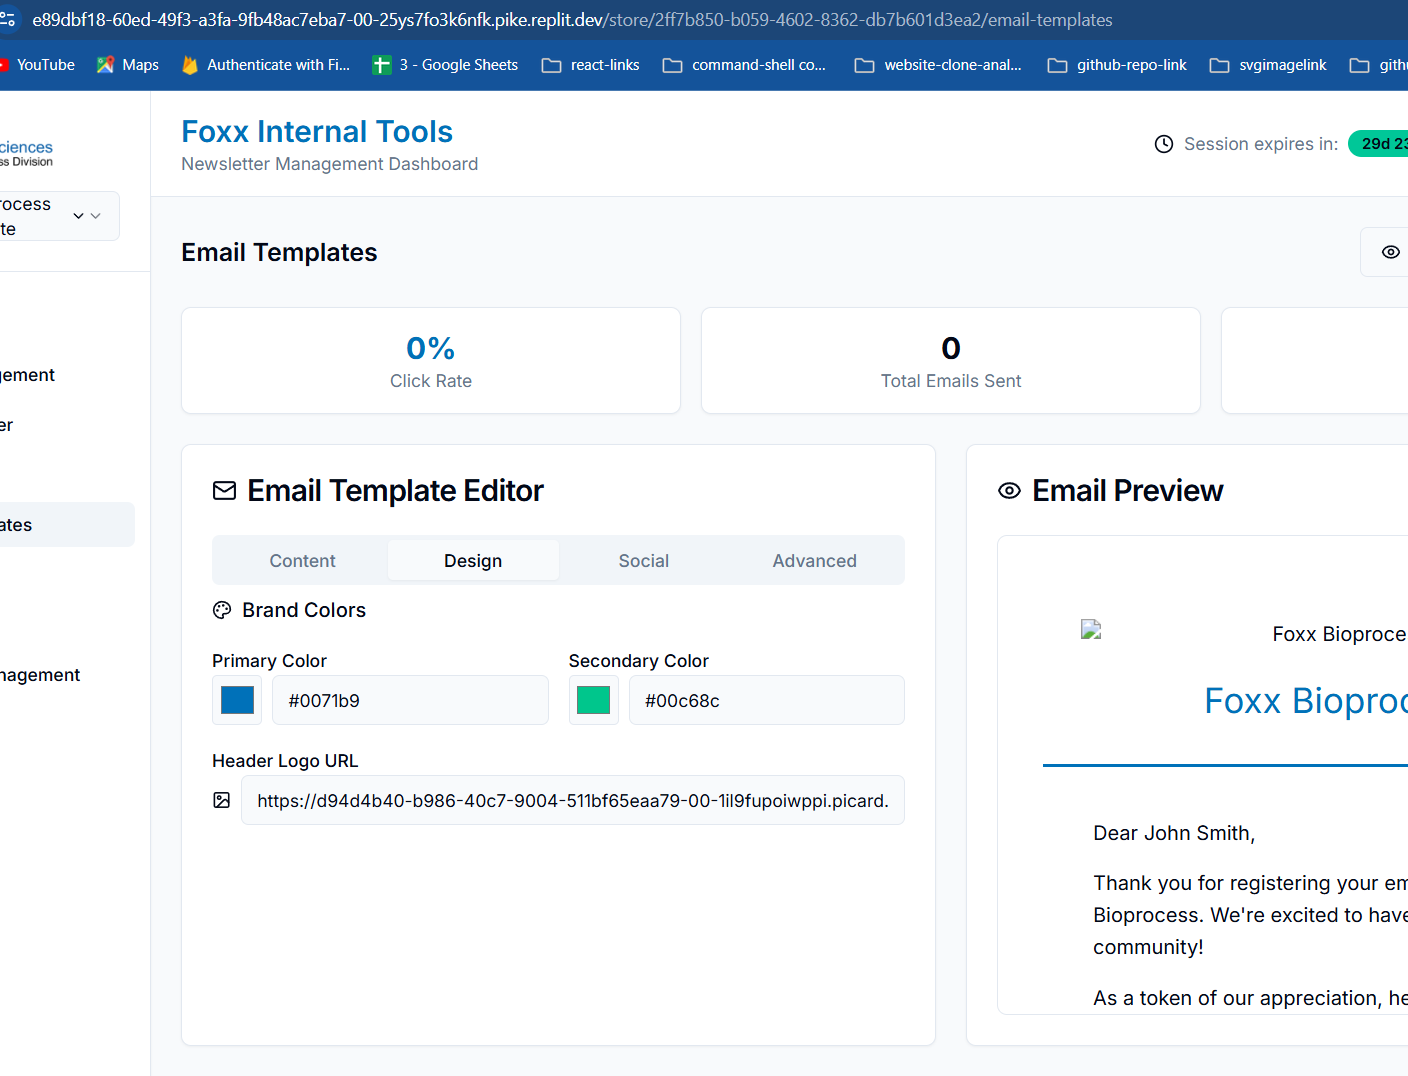 e89dbf18-60ed-49f3-a3fa-9fb48ac7eba7-00-25ys7fo3k6nfk.pike.replit.dev/store/2ff7b850-b059-4602-8362-db7b601d3ea2/email-templates
YouTube Maps Authenticate with Fi... 3 - Google Sheets react-links command-shell co... website-clone-anal... github-repo-link svgimagelink gith
ciences
ss Division
rocess
te
gement
er
ates
nagement
Foxx Internal Tools
Newsletter Management Dashboard
Session expires in: 29d 23
Email Templates
0%
Click Rate
0
Total Emails Sent
Email Template Editor
Content Design Social Advanced
Brand Colors
Primary Color Secondary Color
#0071b9 #00c68c
Header Logo URL
https://d94d4b40-b986-40c7-9004-511bf65eaa79-00-1il9fupoiwppi.picard.
Email Preview
Foxx Bioproce
Foxx Bioproc
Dear John Smith,
Thank you for registering your em
Bioprocess. We're excited to have
community!
As a token of our appreciation, he